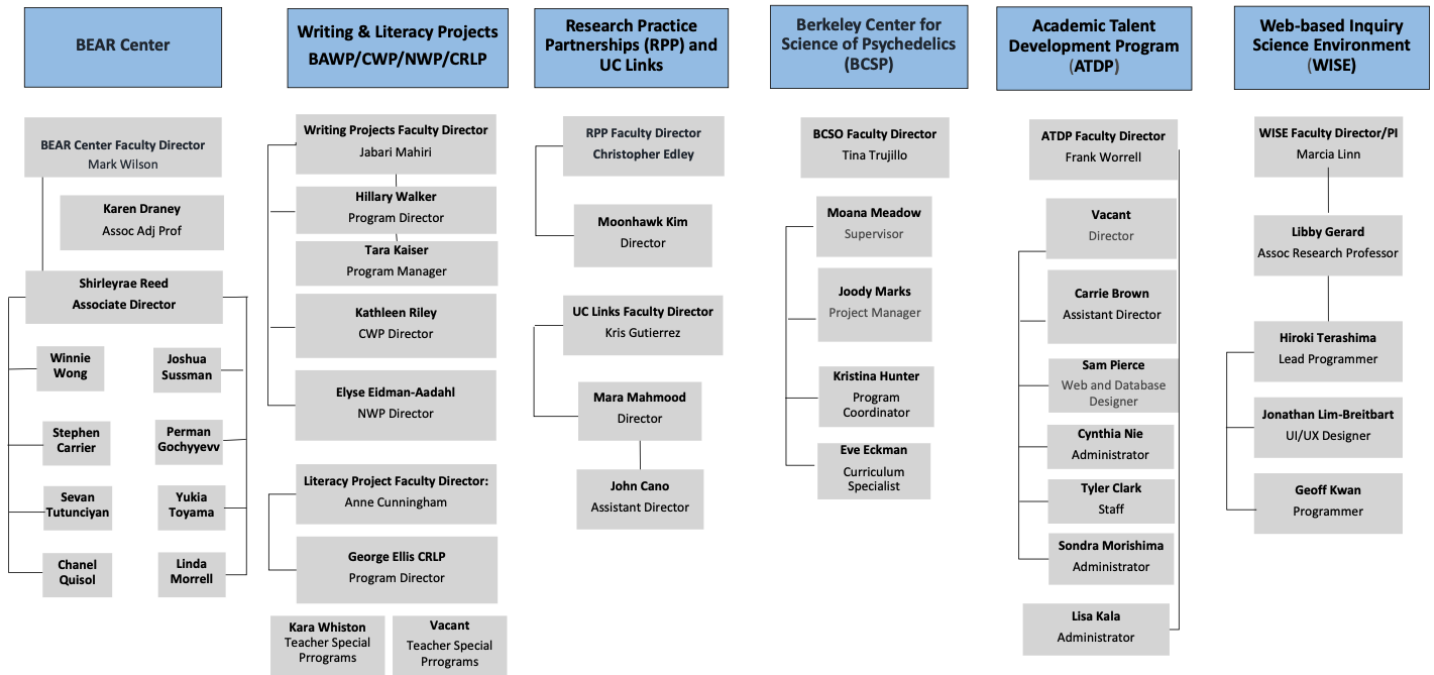 BEAR Center
BEAR Center Faculty Director
Mark Wilson
Karen Draney
Assoc Adj Prof
Shirleyrae Reed
Associate Director
Winnie
Wong
Joshua
Sussman
Stephen
Carrier
Perman
Gochyyevv
Sevan
Tutunciyan
Yukia
Toyama
Chanel
Quisol
Linda
Morrell
Writing & Literacy Projects
BAWP/CWP/NWP/CRLP
Writing Projects Faculty Director
Jabari Mahiri
Hillary Walker
Program Director
Tara Kaiser
Program Manager
Kathleen Riley
CWP Director
Elyse Eidman-Aadahl
NWP Director
Literacy Project Faculty Director:
Anne Cunningham
George Ellis CRLP
Program Director
Kara Whiston
Teacher Special
Prrograms
Vacant
Teacher Special
Prrograms
Research Practice
Partnerships (RPP) and
UC Links
RPP Faculty Director
Christopher Edley
Moonhawk Kim
Director
UC Links Faculty Director
Kris Gutierrez
Mara Mahmood
Director
John Cano
Assistant Director
Berkeley Center for
Science of Psychedelics
(BCSP)
BCSO Faculty Director
Tina Trujillo
Moana Meadow
Supervisor
Joody Marks
Project Manager
Kristina Hunter
Program
Coordinator
Eve Eckman
Curriculum
Specialist
Academic Talent
Development Program
(ATDP)
ATDP Faculty Director
Frank Worrell
Vacant
Director
Carrie Brown
Assistant Director
Sam Pierce
Web and Database
Designer
Cynthia Nie
Administrator
Tyler Clark
Staff
Sondra Morishima
Administrator
Lisa Kala
Administrator
Web-based Inquiry
Science Environment
(WISE)
WISE Faculty Director/PI
Marcia Linn
Libby Gerard
Assoc Research Professor
Hiroki Terashima
Lead Programmer
Jonathan Lim-Breitbart
UI/UX Designer
Geoff Kwan
Programmer